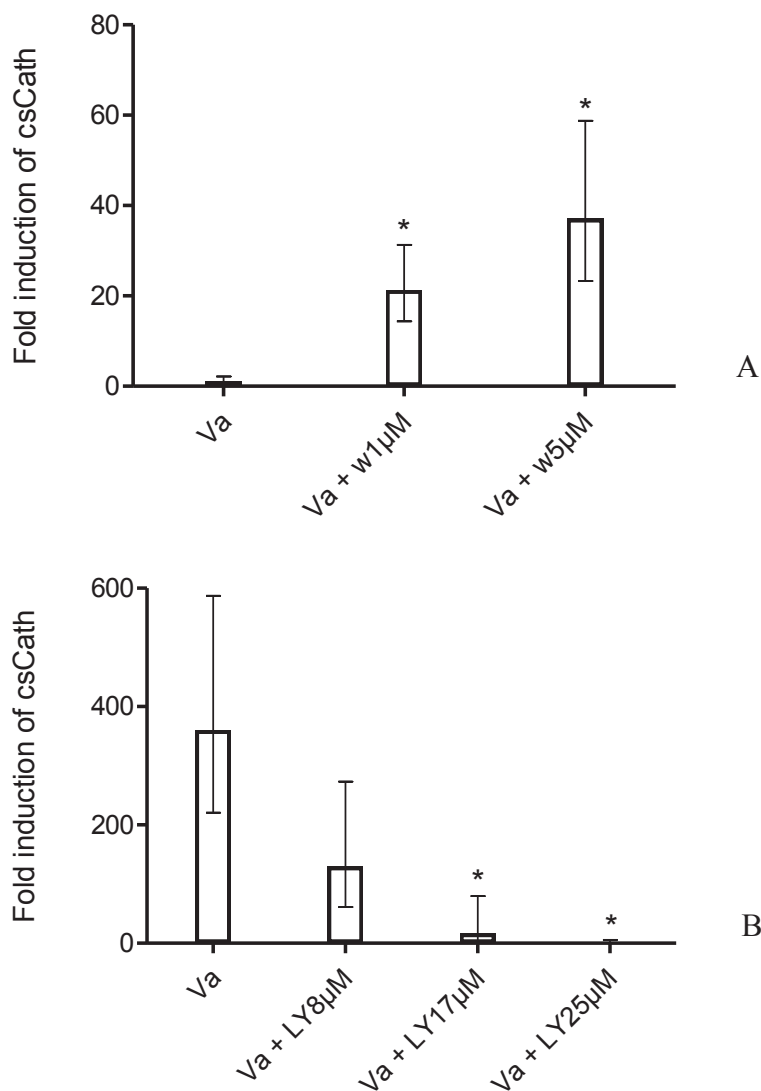 80
60
40
20
0
Fold induction of csCath
*
*
Va
Va + w1µM
Va + w5µM
A
600
400
200
0
Fold induction of csCath
*
*
Va
Va + LY8µM
Va + LY17µM
Va + LY25µM
B